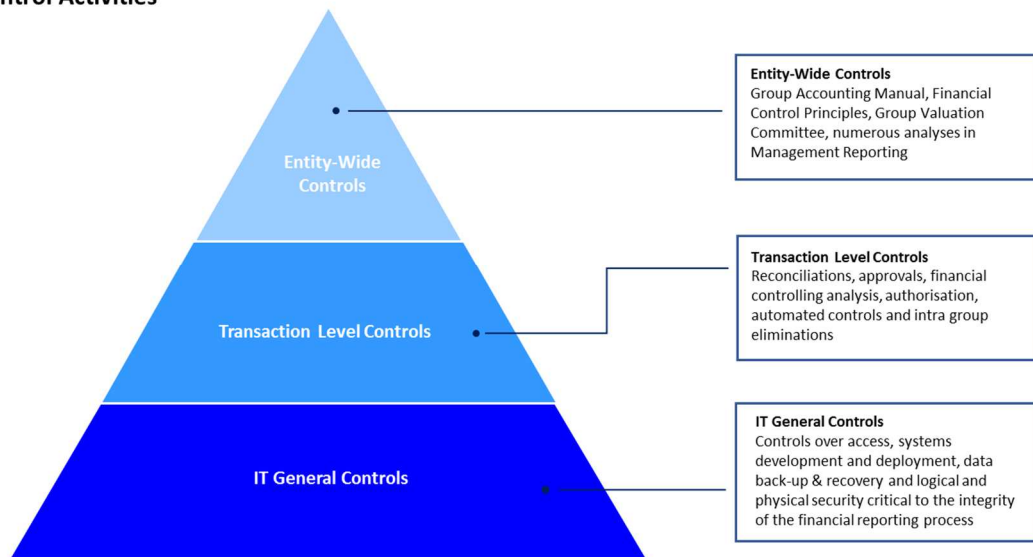 Control Activities
Entity-Wide
Controls
Transaction Level Controls
IT General Controls
Entity-Wide Controls
Group Accounting Manual, Financial
Control Principles, Group Valuation
Committee, numerous analyses in
Management Reporting
Transaction Level Controls
Reconciliations, approvals, financial
controlling analysis, authorisation,
automated controls and intra group
eliminations
IT General Controls
Controls over access, systems
development and deployment, data
back-up & recovery and logical and
physical security critical to the integrity
of the financial reporting process